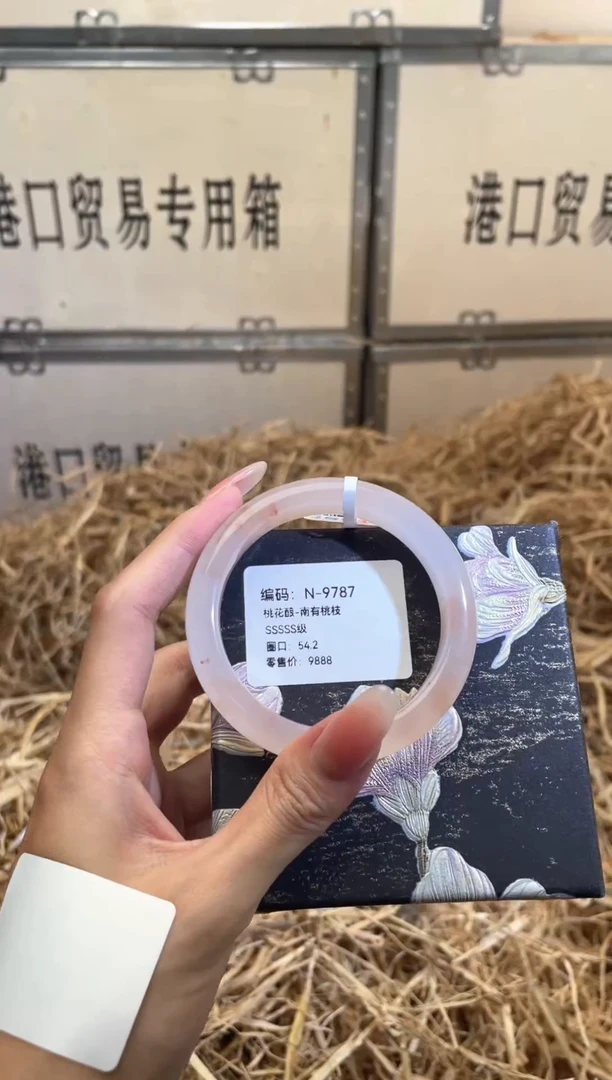 港口贸易专用箱
港口贸易
港口贸易
编码：N-9787
桃花醉-南有桃枝
SSSSS级
圈口：54.2
零售价：9888